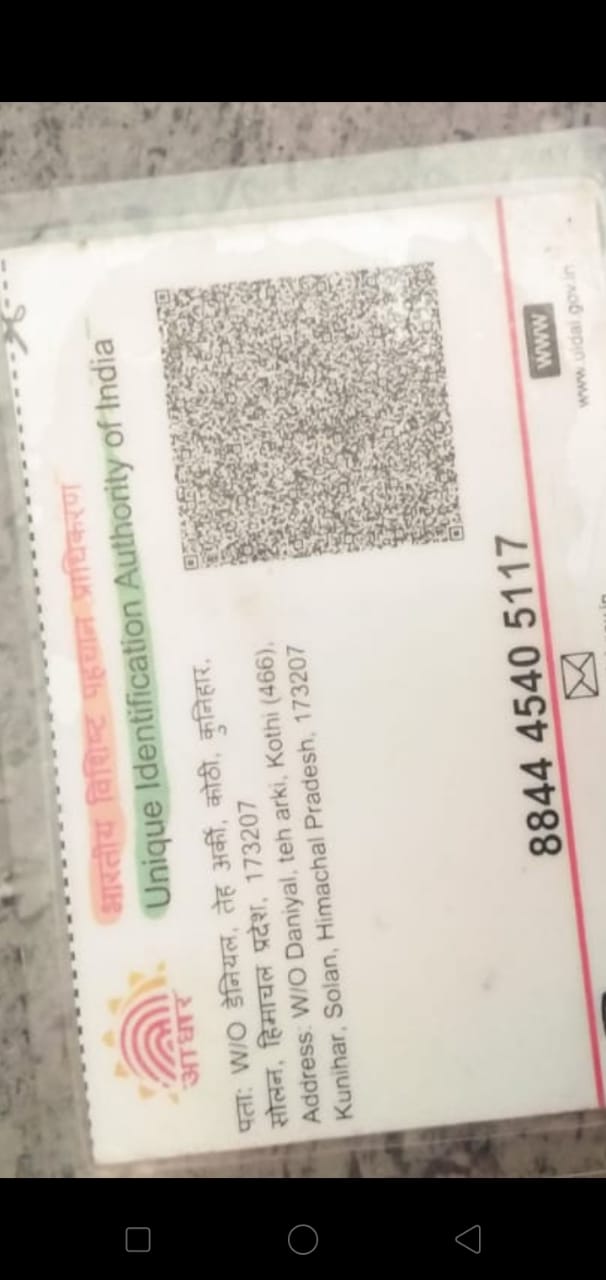 भारतीय विशिष्ट पहचान प्राधिकरण
Unique Identification Authority of India
आधार
पता: W/O डेनियल, तेह अर्की, कोठी, कुनिहार,
सोलन, हिमाचल प्रदेश, 173207
Address: W/O Daniyal, teh arki, Kothi (466),
Kunihar, Solan, Himachal Pradesh, 173207
8844 4540 5117
www
www.uidai.gov.in